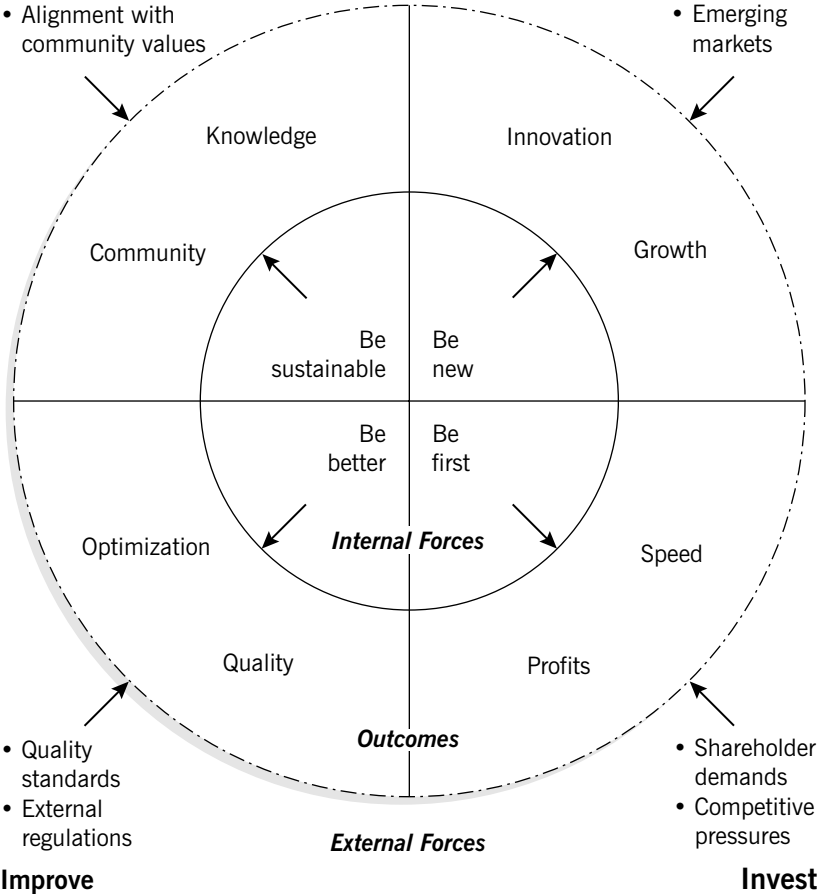 • Alignment with
community values
• Emerging
markets
Knowledge
Innovation
Community
Growth
Be
sustainable
Be
new
Be
better
Be
first
Internal Forces
Optimization
Speed
Quality
Profits
Outcomes
• Quality
standards
• External
regulations
• Shareholder
demands
• Competitive
pressures
External Forces
Improve
Invest